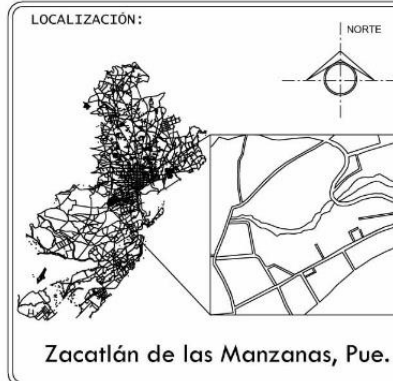 LOCALIZACIÓN:
NORTE
Zacatlán de las Manzanas, Pue.